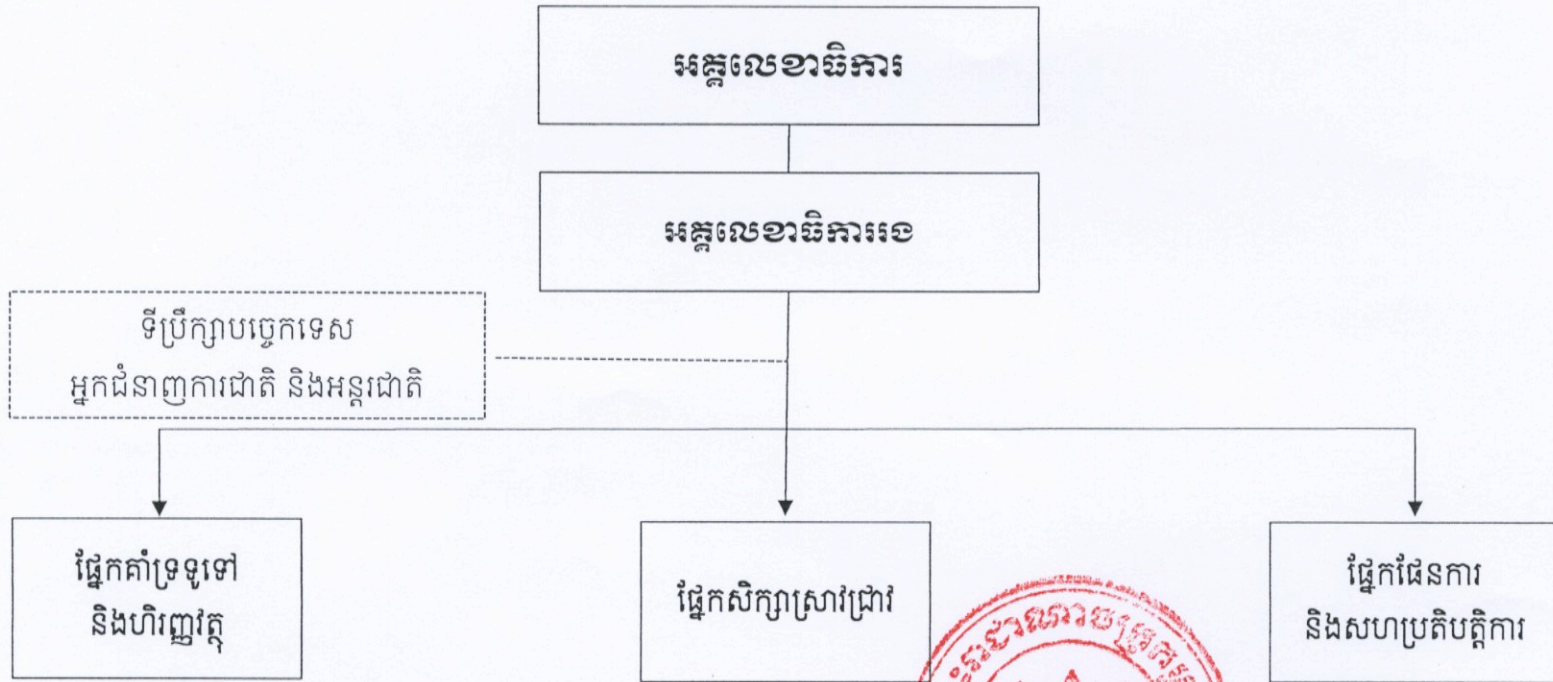 អគ្គលេខាធិការ
អគ្គលេខាធិការរង
ទីប្រឹក្សាបច្ចេកទេស
អ្នកជំនាញការជាតិ និងអន្តរជាតិ
ផ្នែកគាំទ្រទូទៅ
និងហិរញ្ញវត្ថុ
ផ្នែកសិក្សាស្រាវជ្រាវ
ផ្នែកផែនការ
និងសហប្រតិបត្តិការ